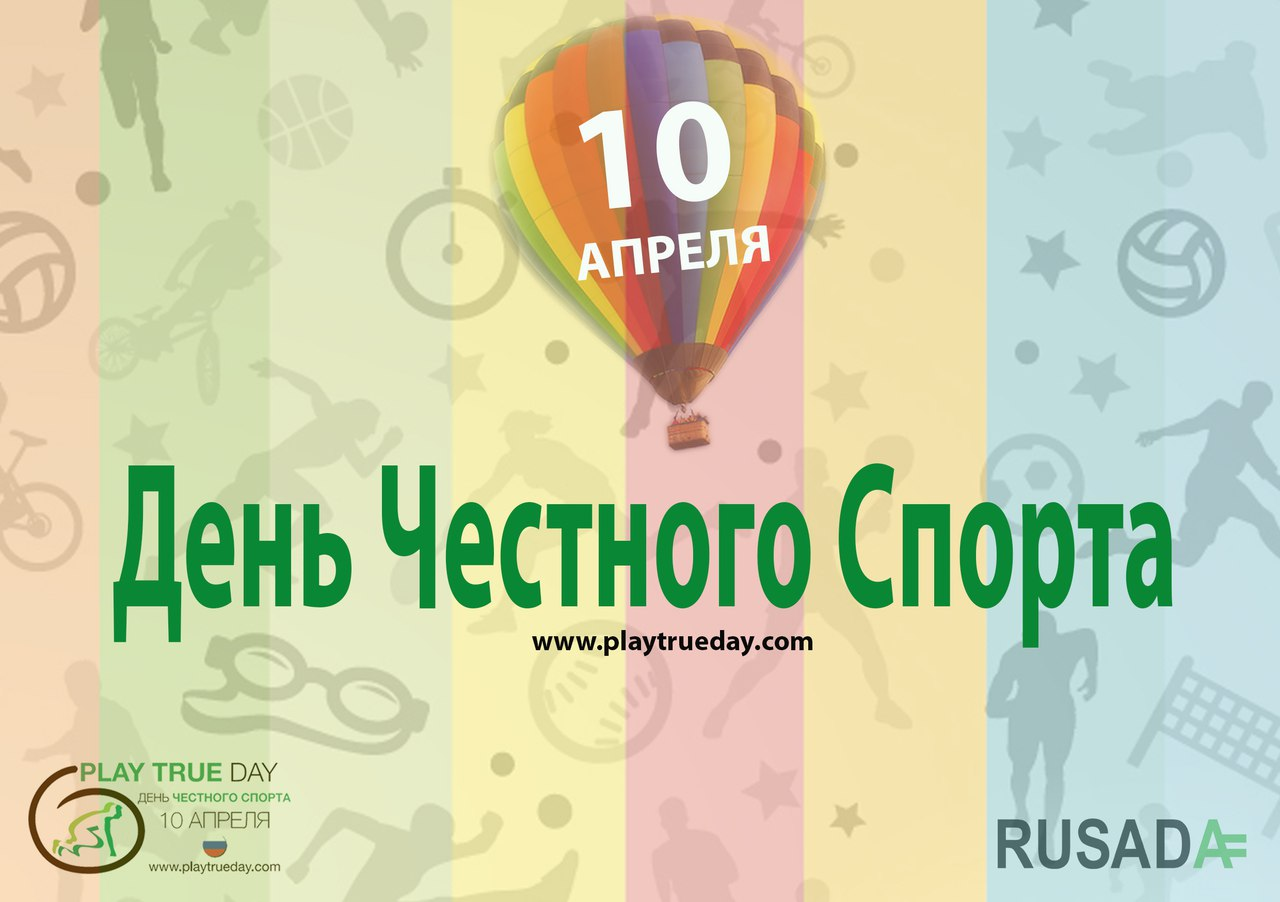 10
АПРЕЛЯ
День Честного Спорта
www.playtrueday.com
PLAY TRUE DAY
ДЕНЬ ЧЕСТНОГО СПОРТА
10 АПРЕЛЯ
www.playtrueday.com
RUSADA